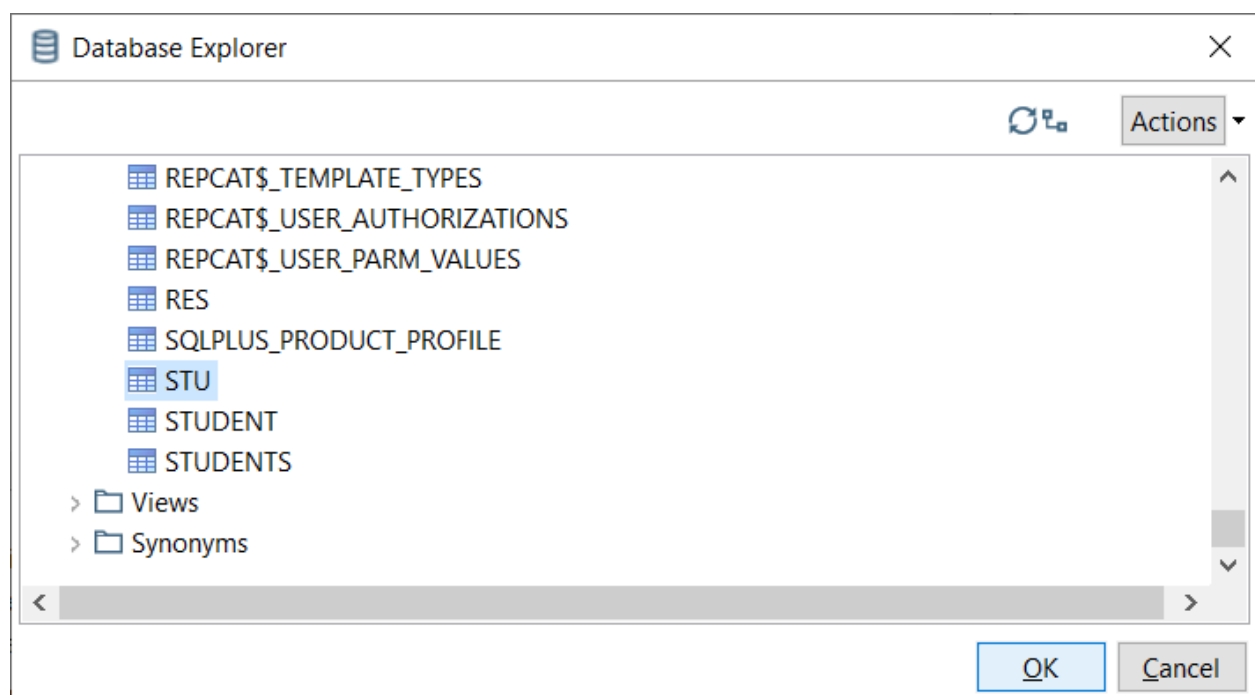 Database Explorer
Actions
REPCAT$_TEMPLATE_TYPES
REPCAT$_USER_AUTHORIZATIONS
REPCAT$_USER_PARM_VALUES
RES
SQLPLUS_PRODUCT_PROFILE
STU
STUDENT
STUDENTS
Views
Synonyms
OK Cancel